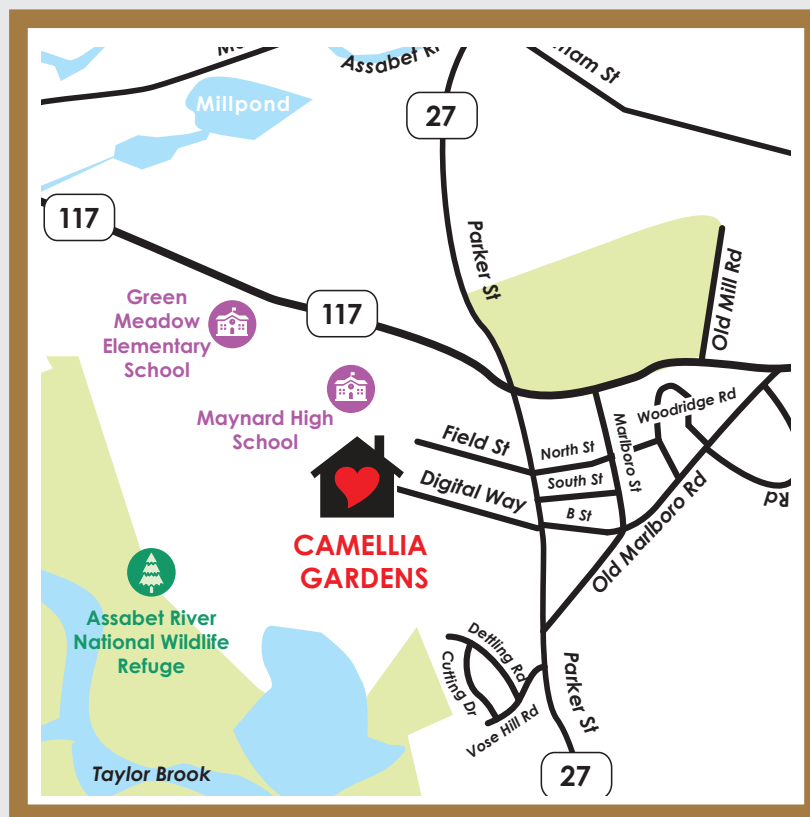 Assabet
Millpond
27
117
Parker St
Old Mill Rd
Green
Meadow
Elementary
School
117
Maynard High
School
Field St
North St
Marlboro St
Woodridge Rd
Digital Way
South St
B St
Old Marlboro Rd
Rd
CAMELLIA
GARDENS
Assabet River
National Wildlife
Refuge
Dettling Rd
Cutting Dr
Vose Hill Rd
Parker St
Taylor Brook
27